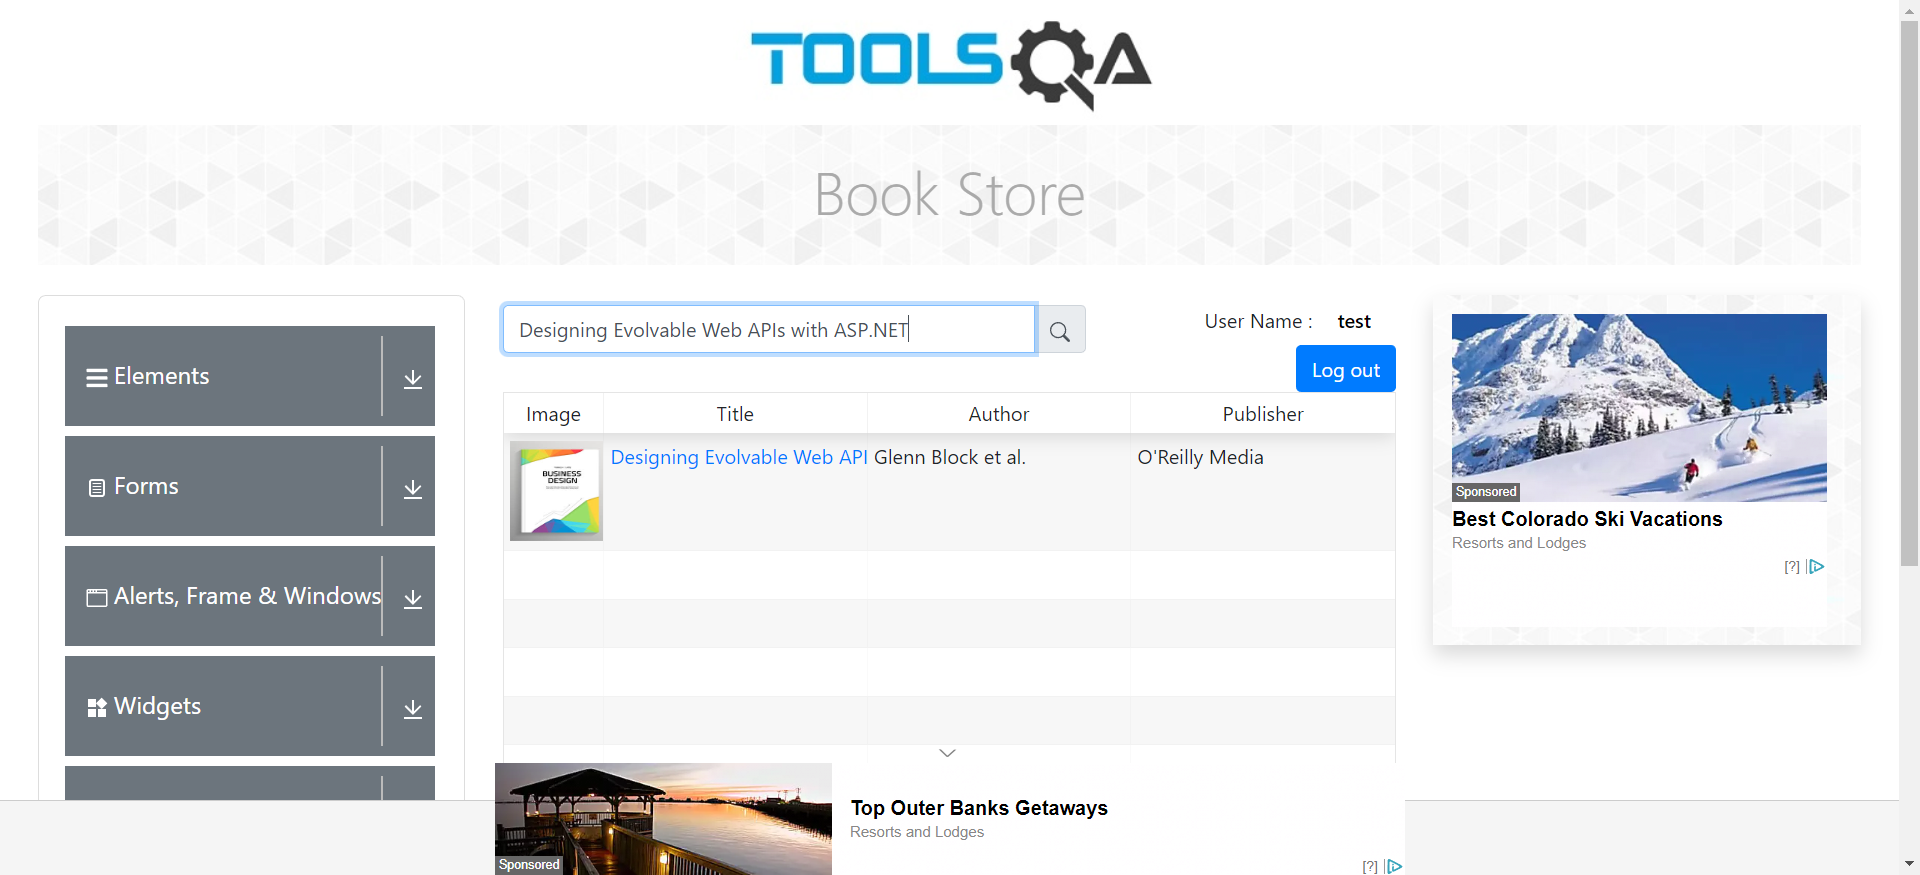 TOOLSQA
Book Store
Elements
Forms
Alerts, Frame & Windows
Widgets
Designing Evolvable Web APIs with ASP.NET
User Name :
test
Log out
Image
Title
Author
Publisher
BUSINESS
DESIGN
Designing Evolvable Web API
Glenn Block et al.
O'Reilly Media
Sponsored
Best Colorado Ski Vacations
Resorts and Lodges
[?]
Sponsored
Top Outer Banks Getaways
Resorts and Lodges
[?]